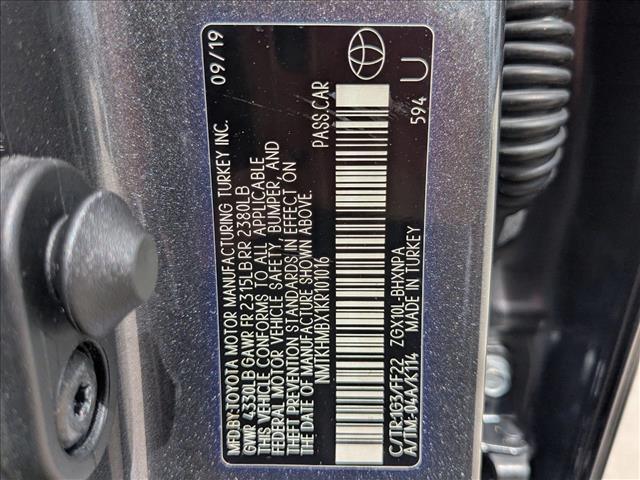 MFD.BY:TOYOTA MOTOR MANUFACTURING TURKEY INC. 09/19
GVWR 4330LB GAWR FR 2315LB RR 2380LB
THIS VEHICLE CONFORMS TO ALL APPLICABLE
FEDERAL MOTOR VEHICLE SAFETY, BUMPER, AND
THEFT PREVENTION STANDARDS IN EFFECT ON
THE DATE OF MANUFACTURE SHOWN ABOVE.
NMTKHMBX1KR101016 PASS.CAR
C/TR:1G3/FF22 ZGX10L-BHXNPA
A/TM:-04A/K114 MADE IN TURKEY 594 U